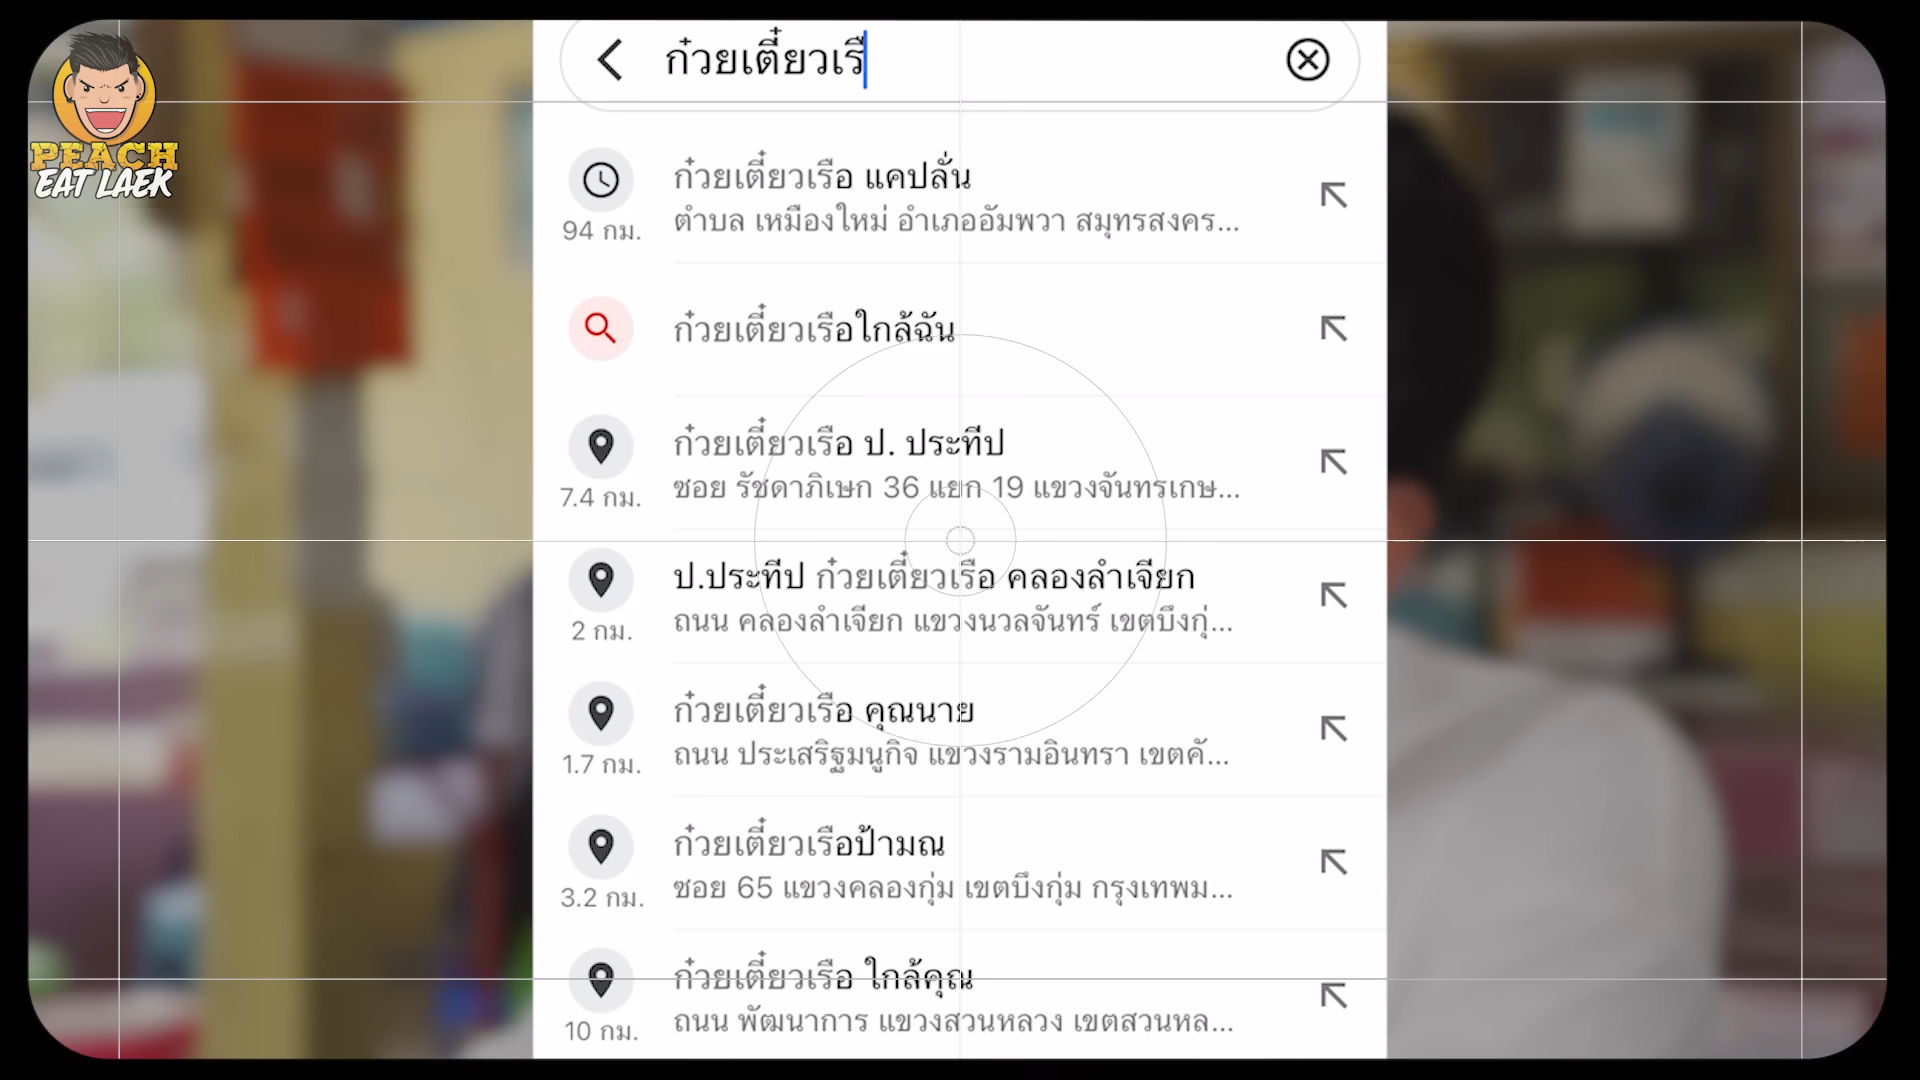 PEACH
EAT LAEK
ก๋วยเตี๋ยวเรื
ก๋วยเตี๋ยวเรือ แคปลั่น
94 กม.
ตำบล เหมืองใหม่ อำเภออัมพวา สมุทรสงคร...
ก๋วยเตี๋ยวเรือใกล้ฉัน
ก๋วยเตี๋ยวเรือ ป. ประทีป
7.4 กม.
ซอย รัชดาภิเษก 36 แยก 19 แขวงจันทรเกษ...
ป.ประทีป ก๋วยเตี๋ยวเรือ คลองลำเจียก
2 กม.
ถนน คลองลำเจียก แขวงนวลจันทร์ เขตบึงกุ่...
ก๋วยเตี๋ยวเรือ คุณนาย
1.7 กม.
ถนน ประเสริฐมนูกิจ แขวงรามอินทรา เขตคั...
ก๋วยเตี๋ยวเรือป้ามณ
3.2 กม.
ซอย 65 แขวงคลองกุ่ม เขตบึงกุ่ม กรุงเทพม...
ก๋วยเตี๋ยวเรือ ใกล้คุณ
10 กม.
ถนน พัฒนาการ แขวงสวนหลวง เขตสวนหล...